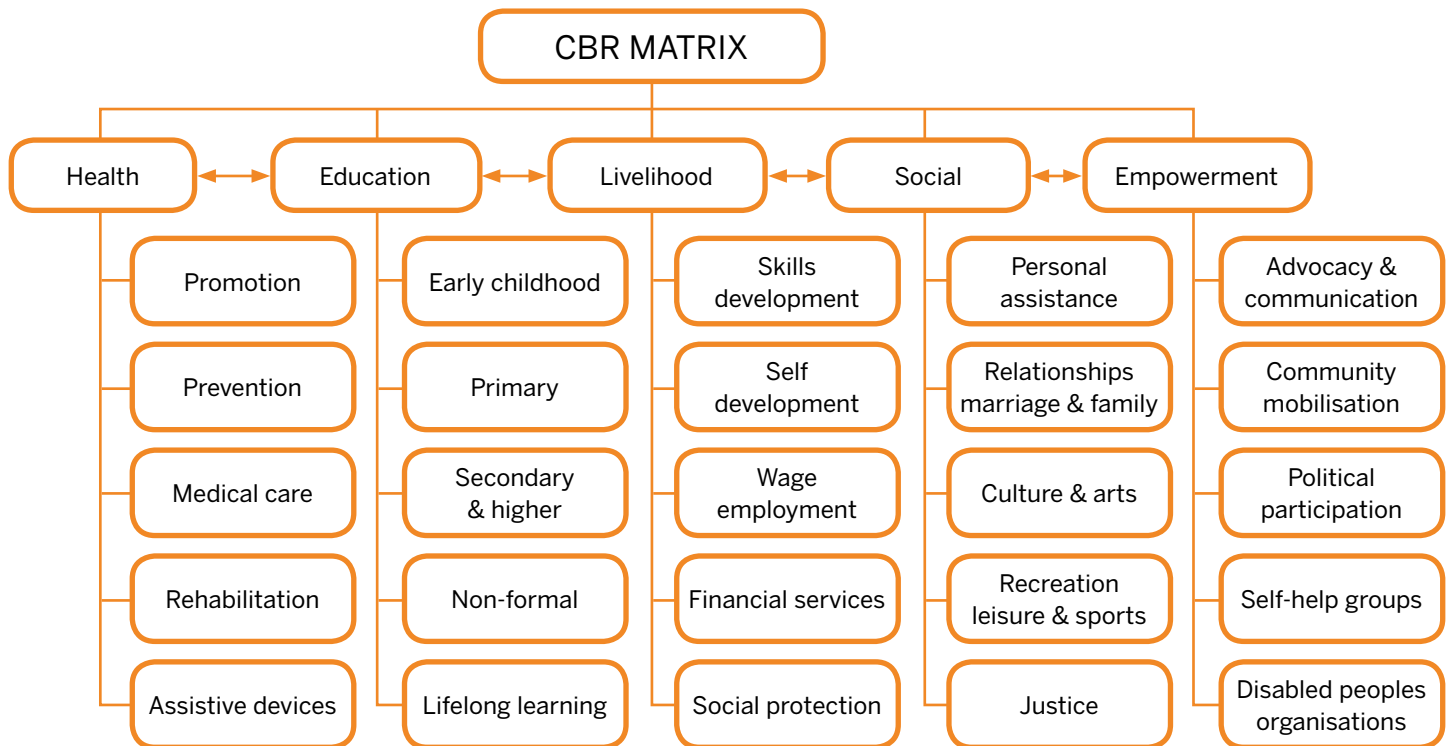 CBR MATRIX
Health
Education
Livelihood
Social
Empowerment
Promotion
Prevention
Medical care
Rehabilitation
Assistive devices
Early childhood
Primary
Secondary
& higher
Non-formal
Lifelong learning
Skills
development
Self
development
Wage
employment
Financial services
Social protection
Personal
assistance
Relationships
marriage & family
Culture & arts
Recreation
leisure & sports
Justice
Advocacy &
communication
Community
mobilisation
Political
participation
Self-help groups
Disabled peoples
organisations